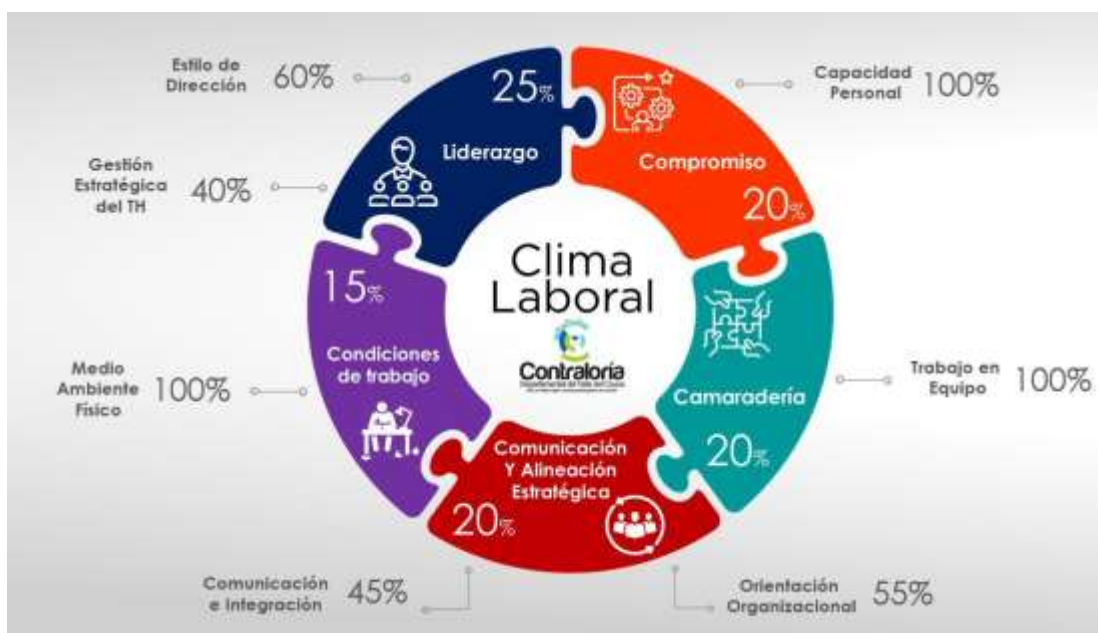 Estilo de
Dirección
60%
Gestión
Estratégica
del TH
40%
Medio
Ambiente
Físico
100%
Comunicación
e Integración
45%
25%
Liderazgo
Compromiso
20%
15%
Condiciones
de trabajo
Clima
Laboral
Contraloría
Camaradería
20%
Comunicación
Y Alineación
Estratégica
20%
Capacidad
Personal
100%
Trabajo en
Equipo
100%
Orientación
Organizacional
55%